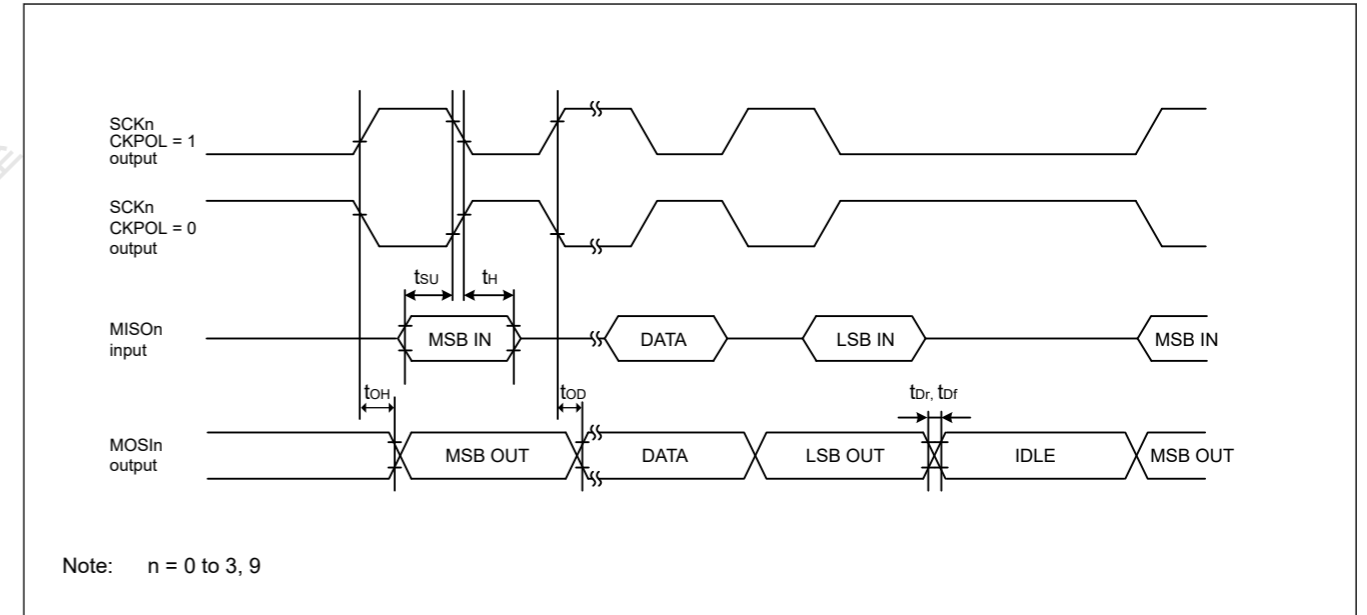 SCKn
CKPOL = 1
output
SCKn
CKPOL = 0
output
tSU
tH
MISOn
input
MSB IN
DATA
LSB IN
MSB IN
tOH
tOD
tDr, tDf
MOSIn
output
MSB OUT
DATA
LSB OUT
IDLE
MSB OUT
Note: n = 0 to 3, 9